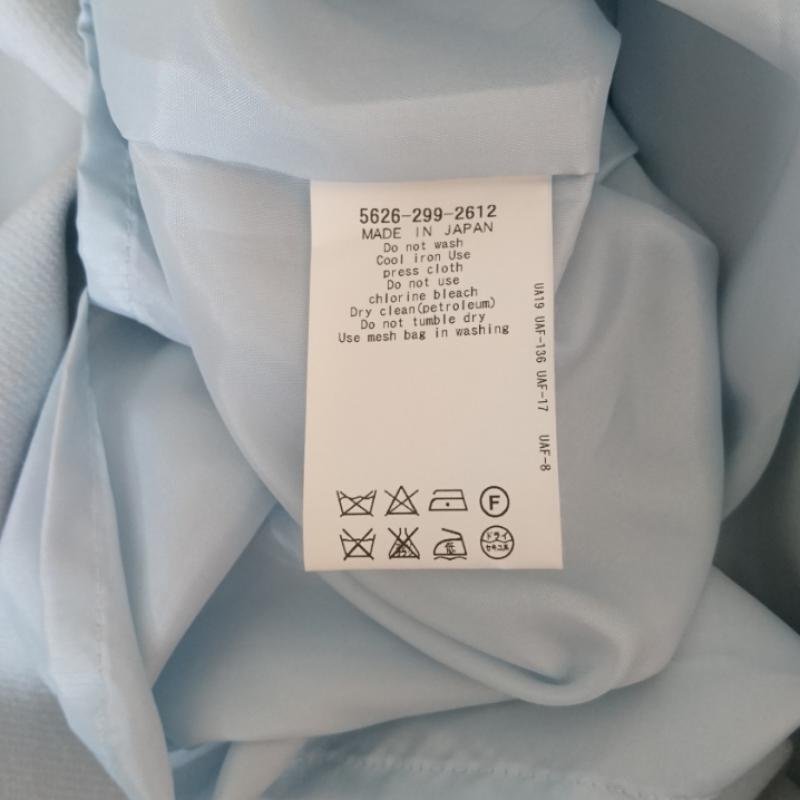 5626-299-2612
MADE IN JAPAN
Do not wash
Cool iron Use
press cloth
Do not use
chlorine bleach
Dry clean(petroleum)
Do not tumble dry
Use mesh bag in washing
UA19 UAF-136 UAF-17 UAF-8
F
低
ドライ
セキユ系